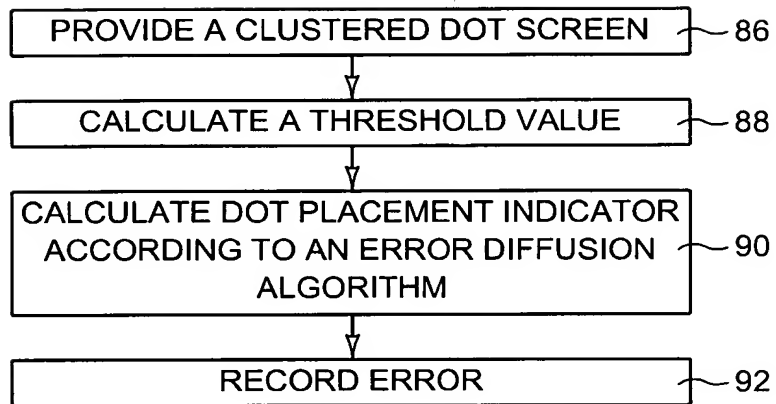 PROVIDE A CLUSTERED DOT SCREEN 86
CALCULATE A THRESHOLD VALUE 88
CALCULATE DOT PLACEMENT INDICATOR
ACCORDING TO AN ERROR DIFFUSION 90
ALGORITHM
RECORD ERROR 92